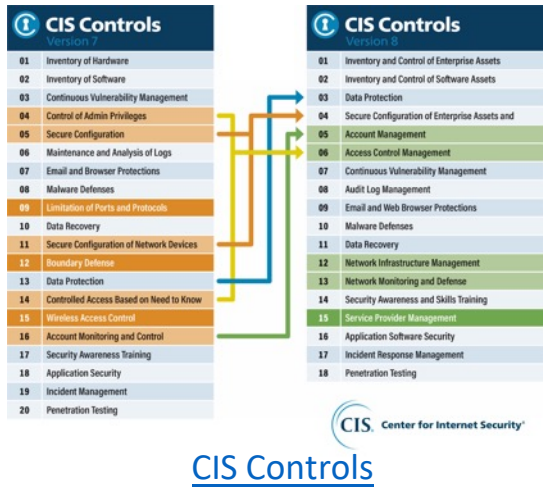 CIS Controls
Version 7
01 Inventory of Hardware
02 Inventory of Software
03 Continuous Vulnerability Management
04 Control of Admin Privileges
05 Secure Configuration
06 Maintenance and Analysis of Logs
07 Email and Browser Protections
08 Malware Defenses
09 Limitation of Ports and Protocols
10 Data Recovery
11 Secure Configuration of Network Devices
12 Boundary Defense
13 Data Protection
14 Controlled Access Based on Need to Know
15 Wireless Access Control
16 Account Monitoring and Control
17 Security Awareness Training
18 Application Security
19 Incident Management
20 Penetration Testing
CIS Controls
Version 8
01 Inventory and Control of Enterprise Assets
02 Inventory and Control of Software Assets
03 Data Protection
04 Secure Configuration of Enterprise Assets and
05 Account Management
06 Access Control Management
07 Continuous Vulnerability Management
08 Audit Log Management
09 Email and Web Browser Protections
10 Malware Defenses
11 Data Recovery
12 Network Infrastructure Management
13 Network Monitoring and Defense
14 Security Awareness and Skills Training
15 Service Provider Management
16 Application Software Security
17 Incident Response Management
18 Penetration Testing
CIS. Center for Internet Security®
CIS Controls